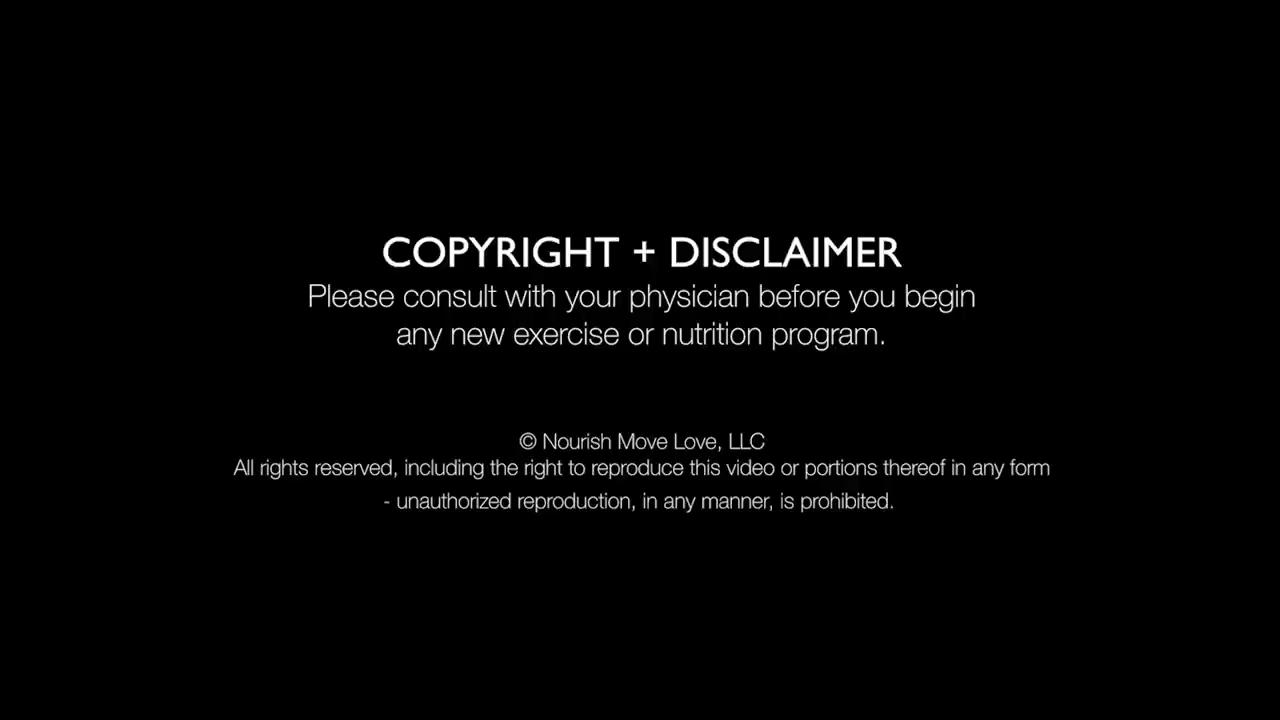 COPYRIGHT + DISCLAIMER
Please consult with your physician before you begin
any new exercise or nutrition program.
© Nourish Move Love, LLC
All rights reserved, including the right to reproduce this video or portions thereof in any form
- unauthorized reproduction, in any manner, is prohibited.